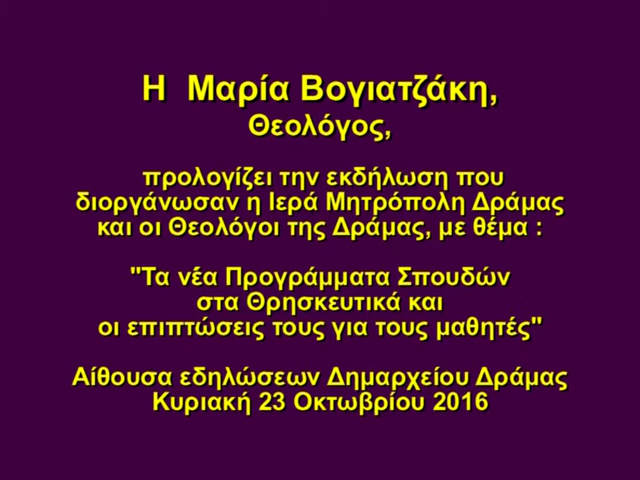 Η Μαρία Βογιατζάκη,
Θεολόγος,
προλογίζει την εκδήλωση που
διοργάνωσαν η Ιερά Μητρόπολη Δράμας
και οι Θεολόγοι της Δράμας, με θέμα :
"Τα νέα Προγράμματα Σπουδών
στα Θρησκευτικά και
οι επιπτώσεις τους για τους μαθητές"
Αίθουσα εδηλώσεων Δημαρχείου Δράμας
Κυριακή 23 Οκτωβρίου 2016